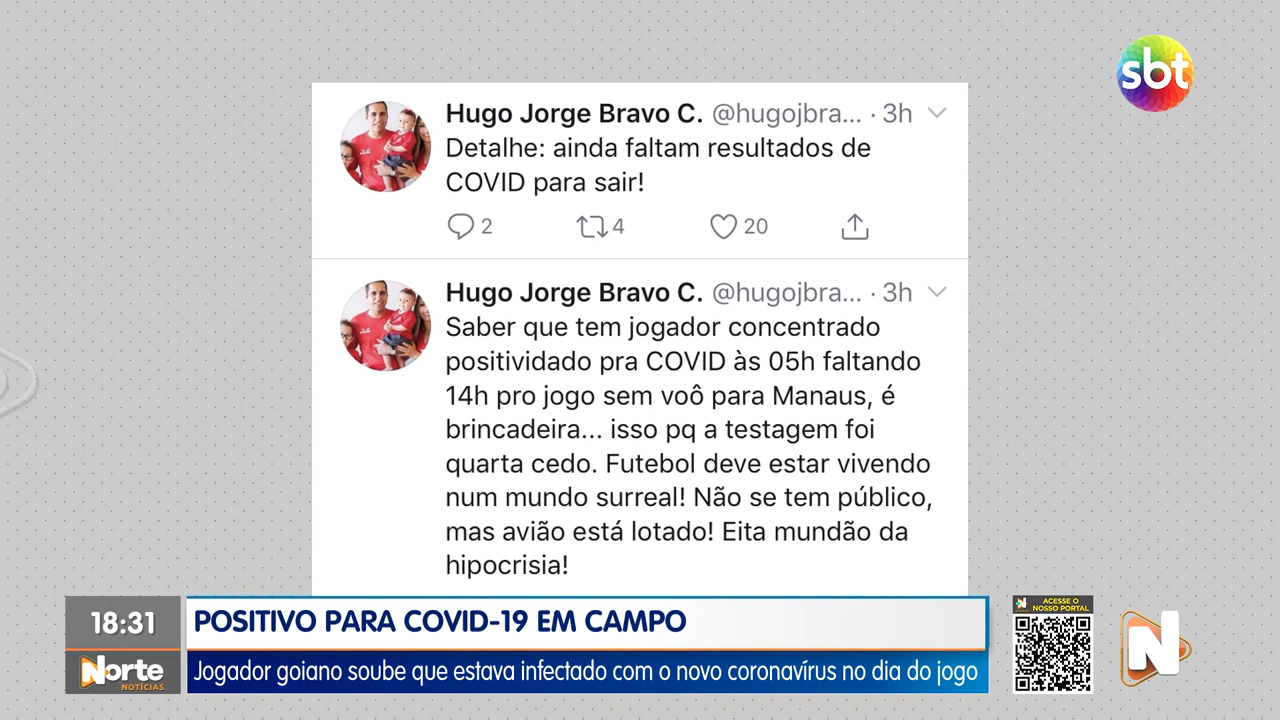 sbt
Hugo Jorge Bravo C. @hugojbra... · 3h
Detalhe: ainda faltam resultados de
COVID para sair!
2 4 20
Hugo Jorge Bravo C. @hugojbra... · 3h
Saber que tem jogador concentrado
positividado pra COVID às 05h faltando
14h pro jogo sem voô para Manaus, é
brincadeira... isso pq a testagem foi
quarta cedo. Futebol deve estar vivendo
num mundo surreal! Não se tem público,
mas avião está lotado! Eita mundão da
hipocrisia!
18:31
Norte
NOTÍCIAS
POSITIVO PARA COVID-19 EM CAMPO
Jogador goiano soube que estava infectado com o novo coronavírus no dia do jogo
ACESSE O
NOSSO PORTAL
N